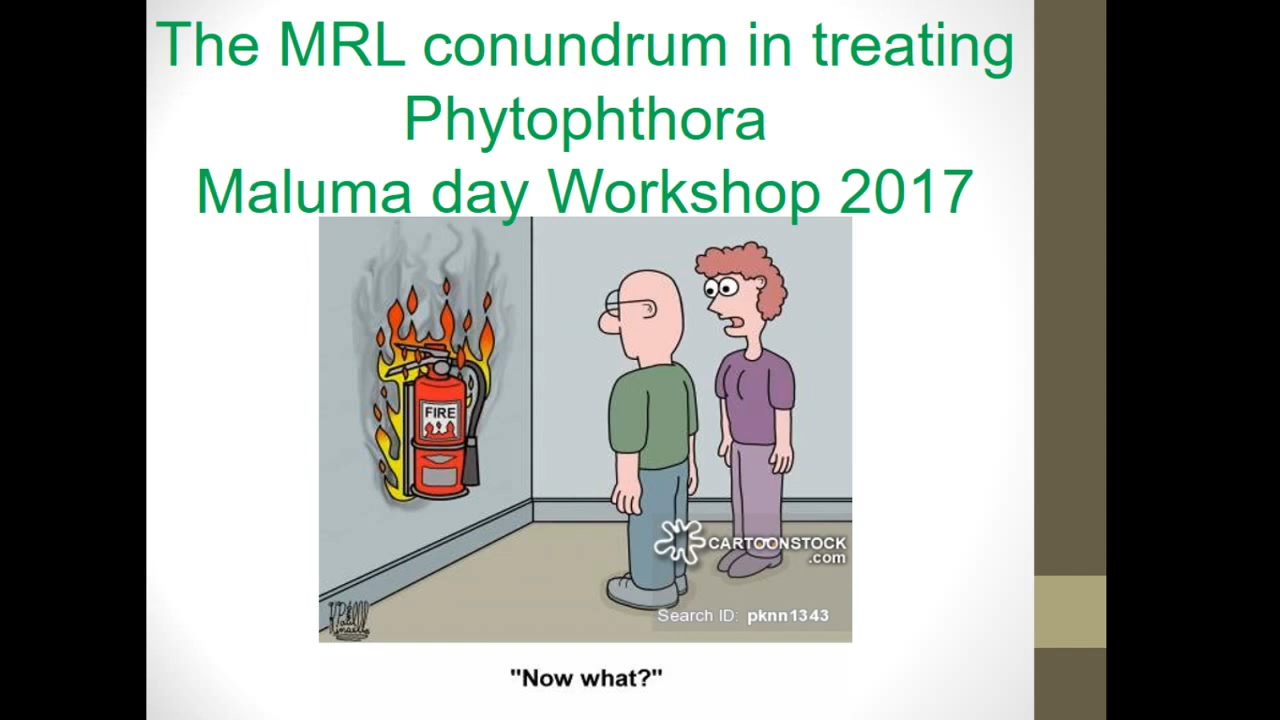 The MRL conundrum in treating
Phytophthora
Maluma day Workshop 2017
FIRE
CARTOONSTOCK
.com
Search ID: pknn1343
"Now what?"